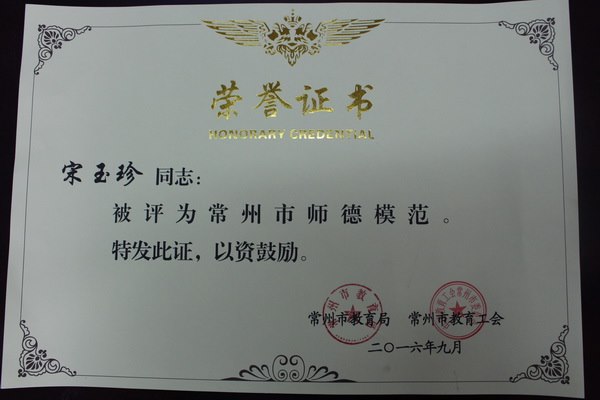 荣誉证书
HONORARY CREDENTIAL
宋玉珍 同志：
被评为常州市师德模范。
特发此证，以资鼓励。
常州市教育局 常州市教育工会
二〇一六年九月